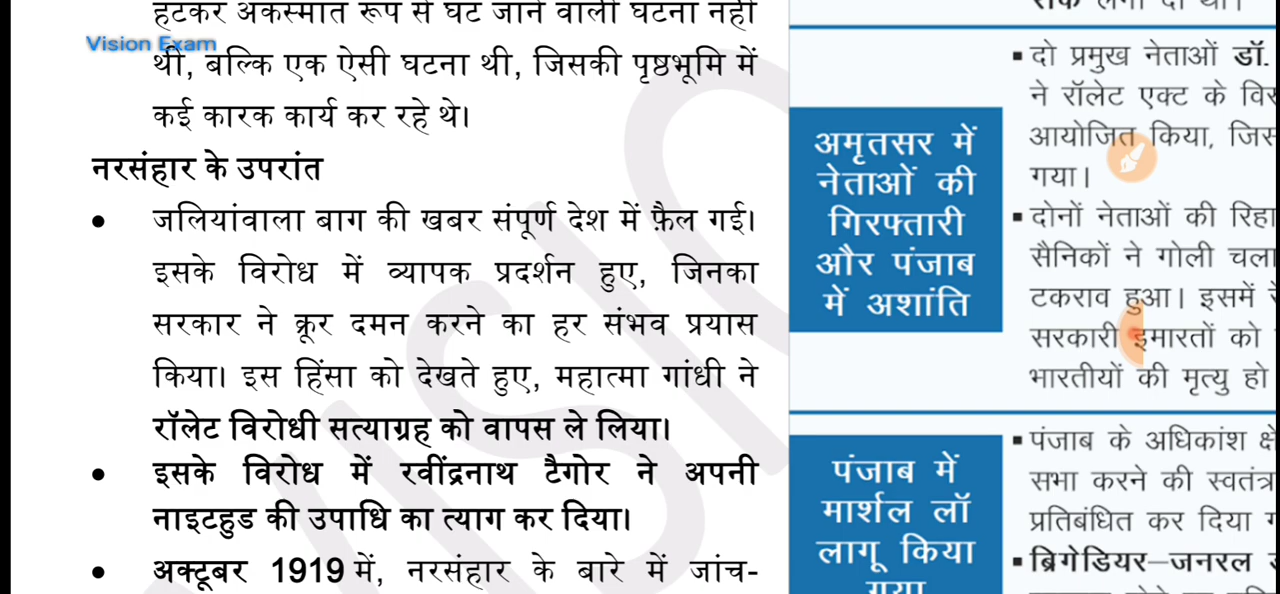 हटकर अकस्मात रूप से घट जाने वाली घटना नहीं
Vision Exam
थी, बल्कि एक ऐसी घटना थी, जिसकी पृष्ठभूमि में
कई कारक कार्य कर रहे थे।
नरसंहार के उपरांत
• जलियांवाला बाग की खबर संपूर्ण देश में फ़ैल गई।
इसके विरोध में व्यापक प्रदर्शन हुए, जिनका
सरकार ने क्रूर दमन करने का हर संभव प्रयास
किया। इस हिंसा को देखते हुए, महात्मा गांधी ने
रॉलेट विरोधी सत्याग्रह को वापस ले लिया।
• इसके विरोध में रवींद्रनाथ टैगोर ने अपनी
नाइटहुड की उपाधि का त्याग कर दिया।
• अक्टूबर 1919 में, नरसंहार के बारे में जांच-
अमृतसर में
नेताओं की
गिरफ्तारी
और पंजाब
में अशांति
▪ दो प्रमुख नेताओं डॉ.
ने रॉलेट एक्ट के
आयोजित किया,
गया।
▪ दोनों नेताओं की
सैनिकों ने गोली
टकराव हुआ। इसमें
सरकारी इमारतों को
भारतीयों की मृत्यु हो
पंजाब में
मार्शल लॉ
लागू किया
गया
▪ पंजाब के अधिकांश
सभा करने की
प्रतिबंधित कर दिया
▪ ब्रिगेडियर–जनरल